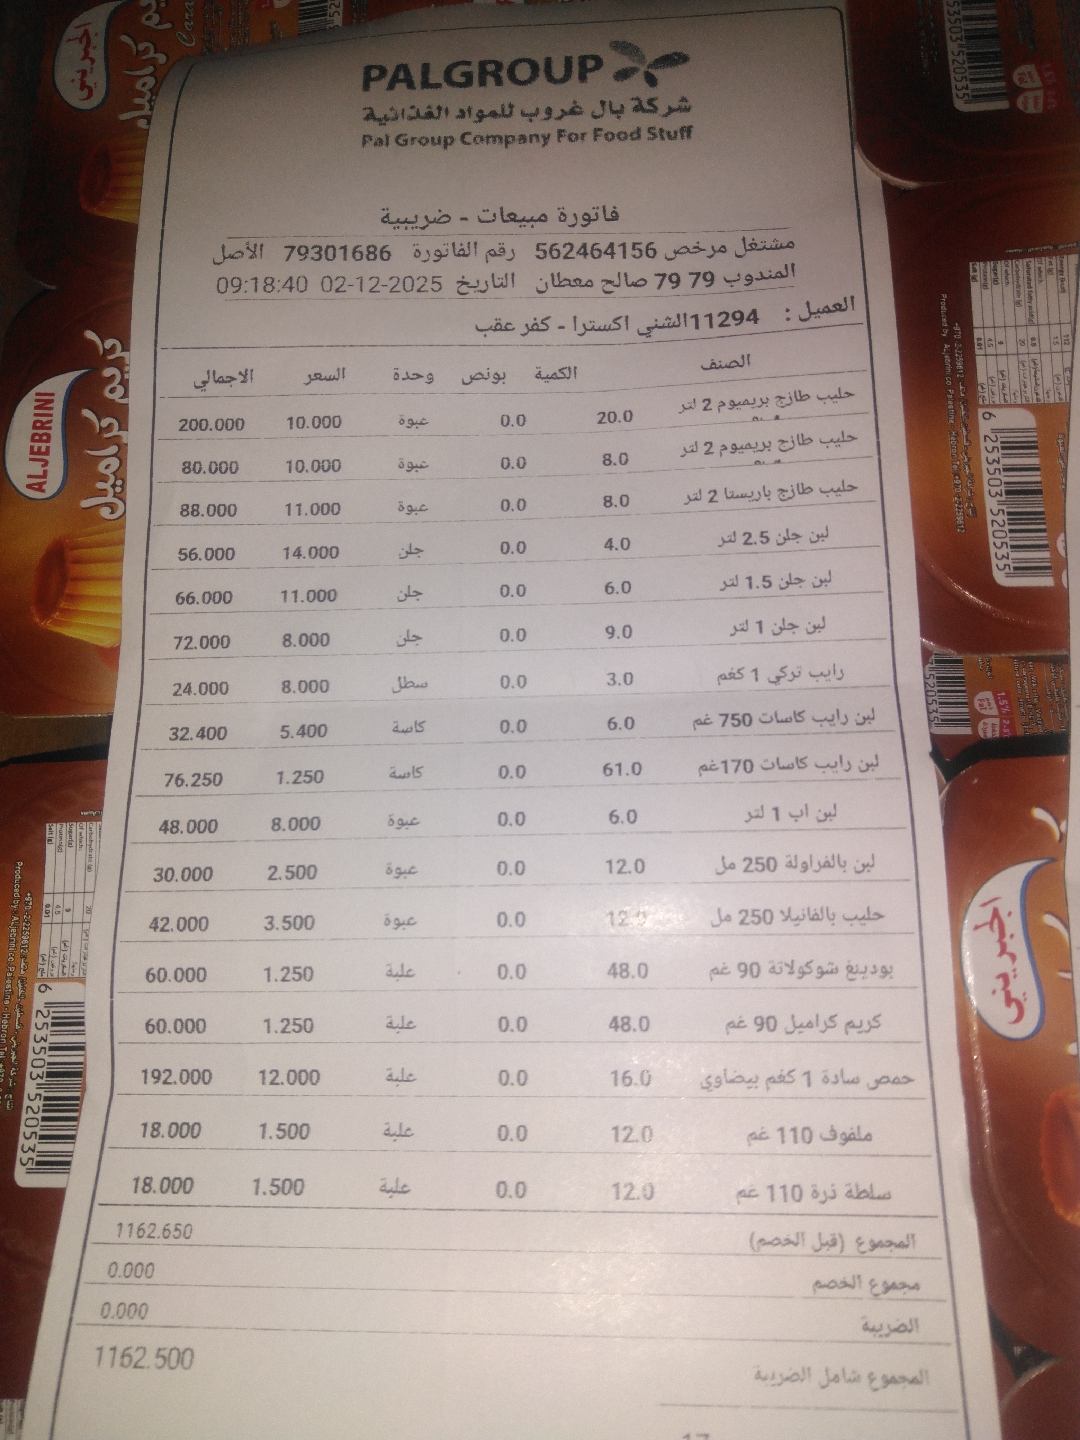 PALGROUP
شركة بال غروب للمواد الغذائية
Pal Group Company For Food Stuff
فاتورة مبيعات - ضريبية
مشتغل مرخص 562464156 رقم الفاتورة 79301686 الأصل
المندوب 79 79 صالح معطان التاريخ 2025-12-02 09:18:40
العميل : 11294الشني اكسترا - كفر عقب
الصنف الكمية بونص وحدة السعر الاجمالي
حليب طازج بريميوم 2 لتر 20.0 0.0 عبوة 10.000 200.000
حليب طازج بريميوم 2 لتر 8.0 0.0 عبوة 10.000 80.000
حليب طازج باريستا 2 لتر 8.0 0.0 عبوة 11.000 88.000
لبن جلن 2.5 لتر 4.0 0.0 جلن 14.000 56.000
لبن جلن 1.5 لتر 6.0 0.0 جلن 11.000 66.000
لبن جلن 1 لتر 9.0 0.0 جلن 8.000 72.000
رايب تركي 1 كغم 3.0 0.0 سطل 8.000 24.000
لبن رايب كاسات 750 غم 6.0 0.0 كاسة 5.400 32.400
لبن رايب كاسات 170غم 61.0 0.0 كاسة 1.250 76.250
لبن اب 1 لتر 6.0 0.0 عبوة 8.000 48.000
لبن بالفراولة 250 مل 12.0 0.0 عبوة 2.500 30.000
حليب بالفانيلا 250 مل 12.0 0.0 عبوة 3.500 42.000
بودينغ شوكولاتة 90 غم 48.0 0.0 علبة 1.250 60.000
كريم كراميل 90 غم 48.0 0.0 علبة 1.250 60.000
حمص سادة 1 كغم بيضاوي 16.0 0.0 علبة 12.000 192.000
ملفوف 110 غم 12.0 0.0 علبة 1.500 18.000
سلطة ذرة 110 غم 12.0 0.0 علبة 1.500 18.000
المجموع (قبل الخصم) 1162.650
مجموع الخصم 0.000
الضريبة 0.000
المجموع شامل الضريبة 1162.500
الجبريني
كريم كراميل
ALJEBRINI
كريم كراميل
6 253503 520535
6 253503 520535
الجبريني